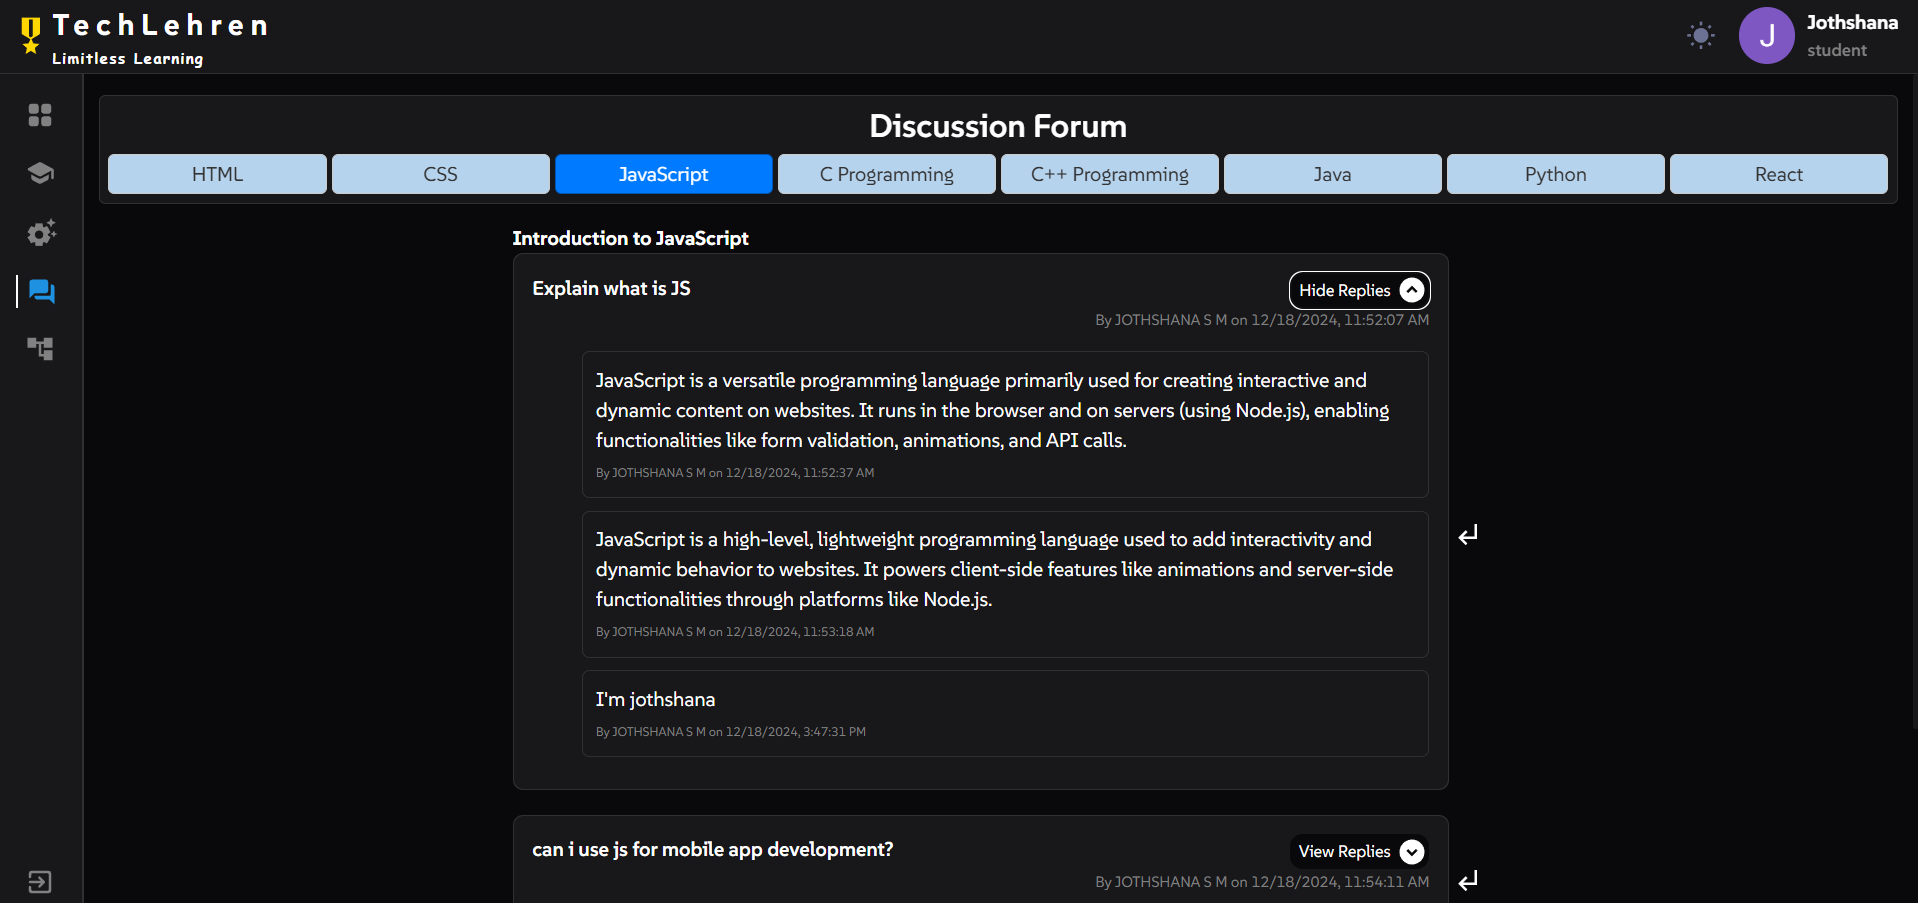 TechLehren
Limitless Learning
J
Jothshana
student
Discussion Forum
HTML
CSS
JavaScript
C Programming
C++ Programming
Java
Python
React
Introduction to JavaScript
Explain what is JS
Hide Replies
By JOTHSHANA S M on 12/18/2024, 11:52:07 AM
JavaScript is a versatile programming language primarily used for creating interactive and
dynamic content on websites. It runs in the browser and on servers (using Node.js), enabling
functionalities like form validation, animations, and API calls.
By JOTHSHANA S M on 12/18/2024, 11:52:37 AM
JavaScript is a high-level, lightweight programming language used to add interactivity and
dynamic behavior to websites. It powers client-side features like animations and server-side
functionalities through platforms like Node.js.
By JOTHSHANA S M on 12/18/2024, 11:53:18 AM
I'm jothshana
By JOTHSHANA S M on 12/18/2024, 3:47:31 PM
can i use js for mobile app development?
View Replies
By JOTHSHANA S M on 12/18/2024, 11:54:11 AM